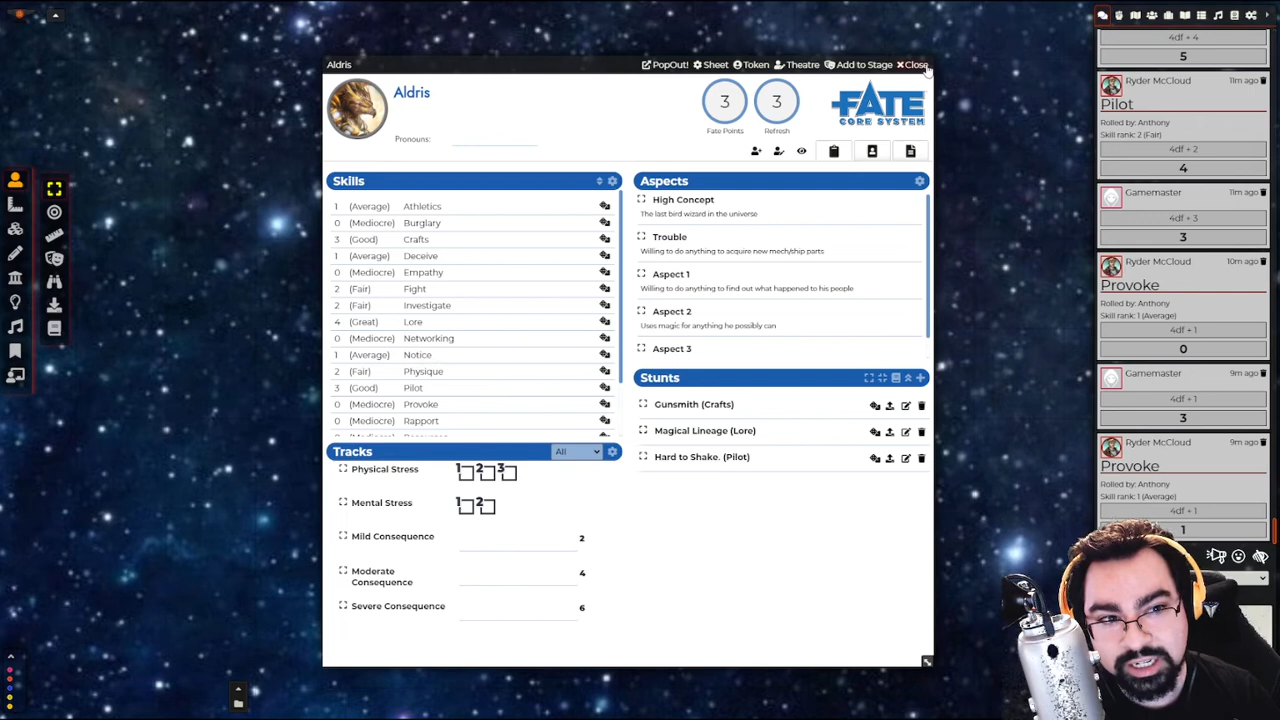 Aldris
PopOut! Sheet Token Theatre Add to Stage Close
Aldris
Pronouns:
3 3
Fate Points Refresh
FATE
CORE SYSTEM
Skills
1 (Average) Athletics
0 (Mediocre) Burglary
3 (Good) Crafts
1 (Average) Deceive
0 (Mediocre) Empathy
2 (Fair) Fight
2 (Fair) Investigate
4 (Great) Lore
0 (Mediocre) Networking
1 (Average) Notice
2 (Fair) Physique
3 (Good) Pilot
0 (Mediocre) Provoke
0 (Mediocre) Rapport
Tracks All
Physical Stress 1 2 3
Mental Stress 1 2
Mild Consequence 2
Moderate
Consequence 4
Severe Consequence 6
Aspects
High Concept
The last bird wizard in the universe
Trouble
Willing to do anything to acquire new mech/ship parts
Aspect 1
Willing to do anything to find out what happened to his people
Aspect 2
Uses magic for anything he possibly can
Aspect 3
Stunts
Gunsmith (Crafts)
Magical Lineage (Lore)
Hard to Shake. (Pilot)
4df + 4
5
Ryder McCloud 11m ago
Pilot
Rolled by: Anthony
Skill rank: 2 (Fair)
4df + 2
4
Gamemaster 11m ago
4df + 3
3
Ryder McCloud 10m ago
Provoke
Rolled by: Anthony
Skill rank: 1 (Average)
4df + 1
0
Gamemaster 9m ago
4df + 1
3
Ryder McCloud 9m ago
Provoke
Rolled by: Anthony
Skill rank: 1 (Average)
4df + 1
1